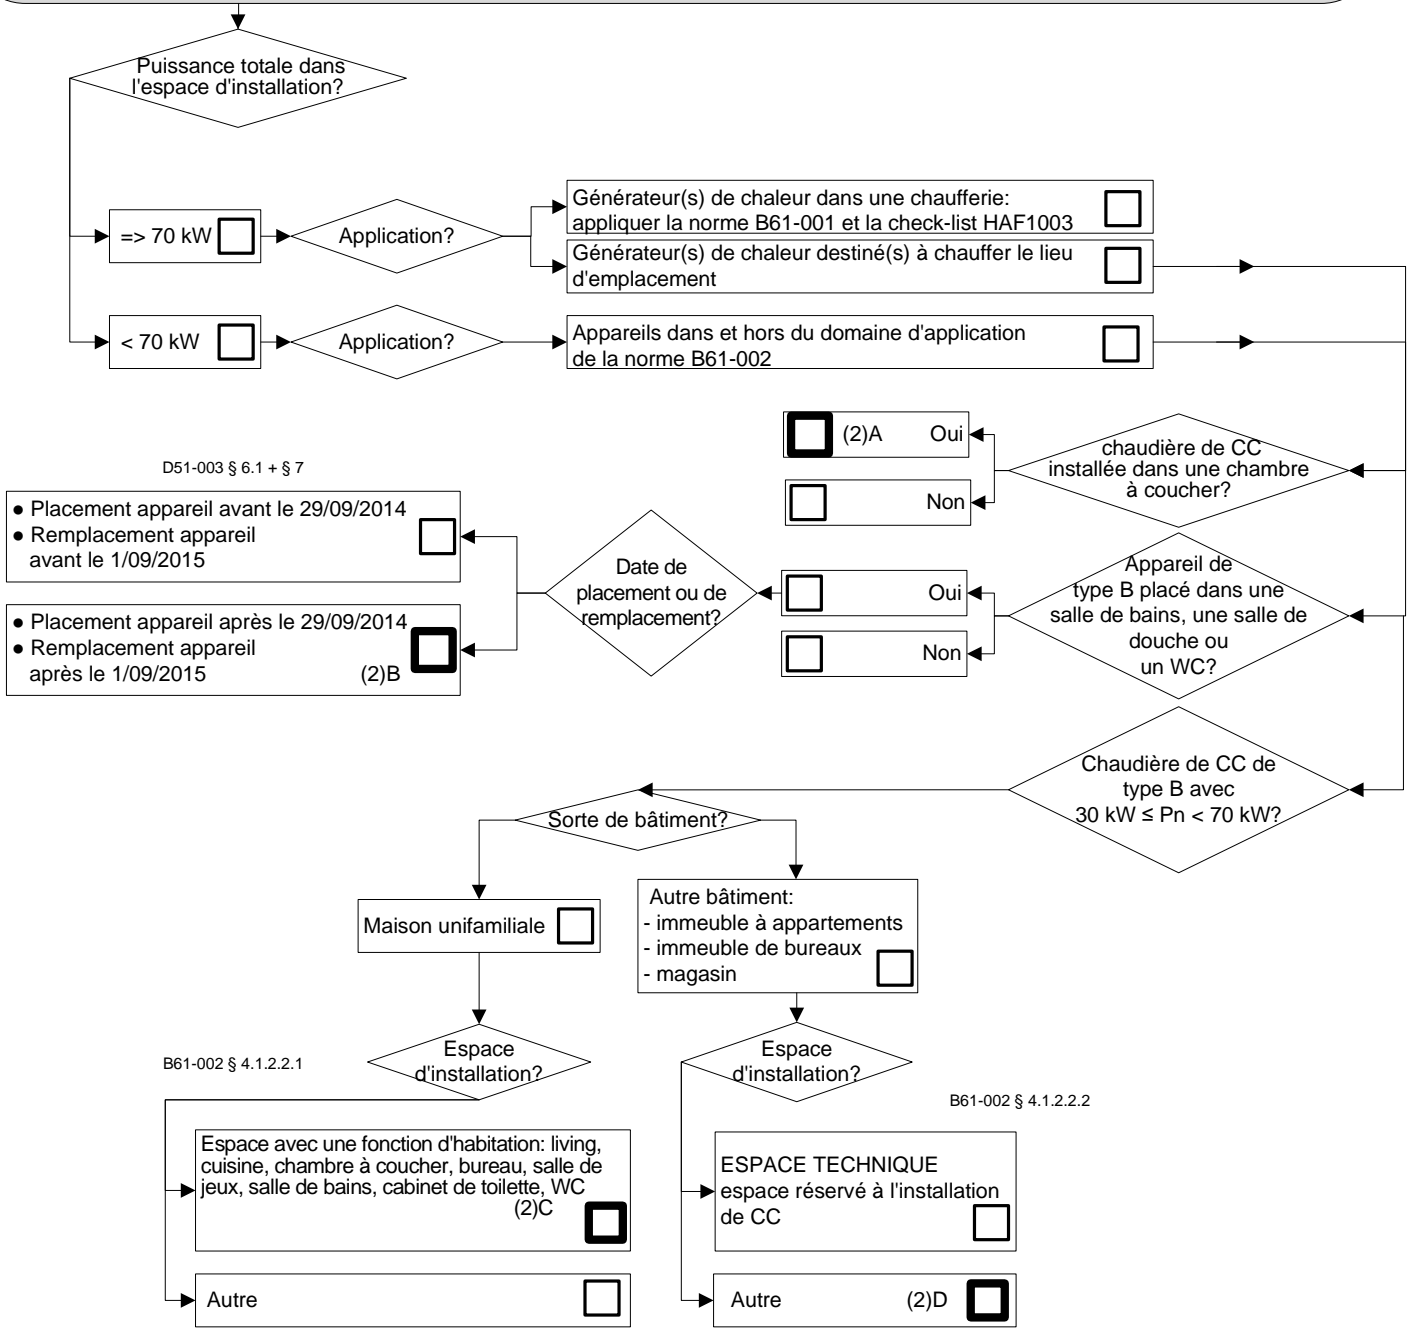 Puissance totale dans
l'espace d'installation?
=> 70 kW
Application?
Générateur(s) de chaleur dans une chaufferie:
appliquer la norme B61-001 et la check-list HAF1003
Générateur(s) de chaleur destiné(s) à chauffer le lieu
d'emplacement
< 70 kW
Application?
Appareils dans et hors du domaine d'application
de la norme B61-002
chaudière de CC
installée dans une chambre
à coucher?
(2)A Oui
Non
D51-003 § 6.1 + § 7
● Placement appareil avant le 29/09/2014
● Remplacement appareil
avant le 1/09/2015
● Placement appareil après le 29/09/2014
● Remplacement appareil
après le 1/09/2015 (2)B
Date de
placement ou de
remplacement?
Oui
Non
Appareil de
type B placé dans une
salle de bains, une salle de
douche ou
un WC?
Chaudière de CC de
type B avec
30 kW ≤ Pn < 70 kW?
Sorte de bâtiment?
Maison unifamiliale
Autre bâtiment:
- immeuble à appartements
- immeuble de bureaux
- magasin
B61-002 § 4.1.2.2.1
Espace
d'installation?
Espace
d'installation?
B61-002 § 4.1.2.2.2
Espace avec une fonction d'habitation: living,
cuisine, chambre à coucher, bureau, salle de
jeux, salle de bains, cabinet de toilette, WC
(2)C
Autre
ESPACE TECHNIQUE
espace réservé à l'installation
de CC
Autre (2)D